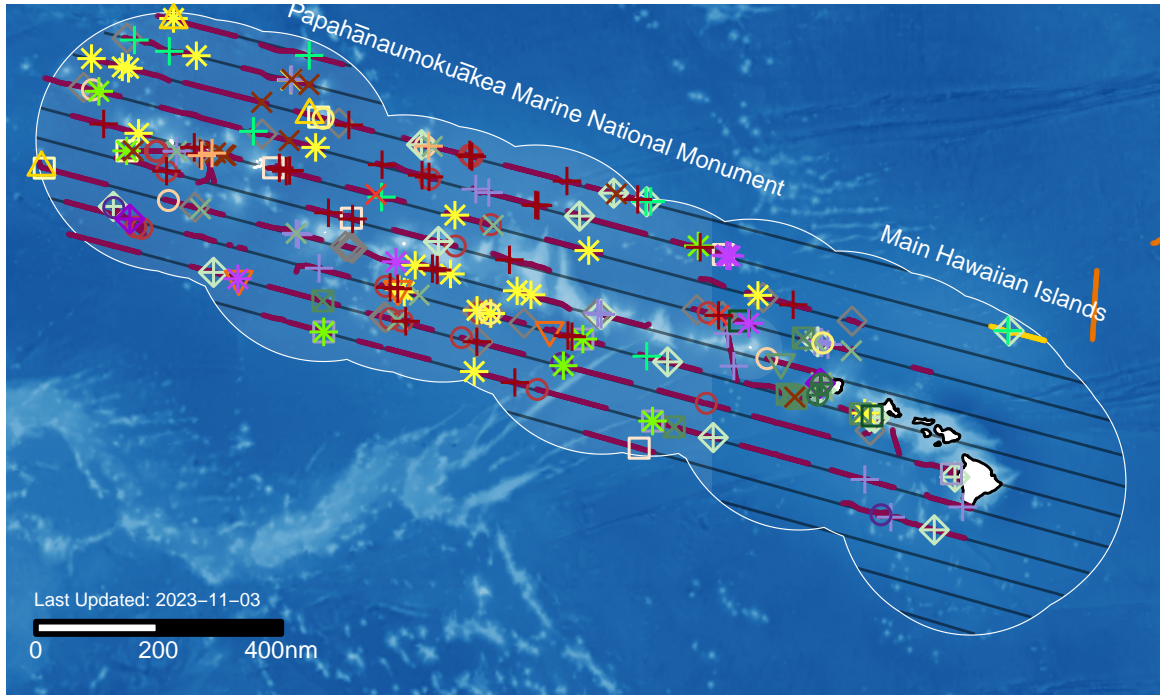 Papahānaumokuākea Marine National Monument
Main Hawaiian Islands
Last Updated: 2023−11−03
0 200 400nm